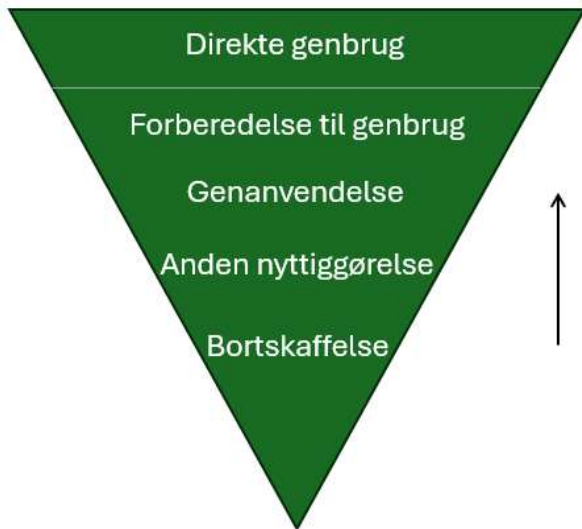 Direkte genbrug
Forberedelse til genbrug
Genanvendelse
Anden nyttiggørelse
Bortskaffelse